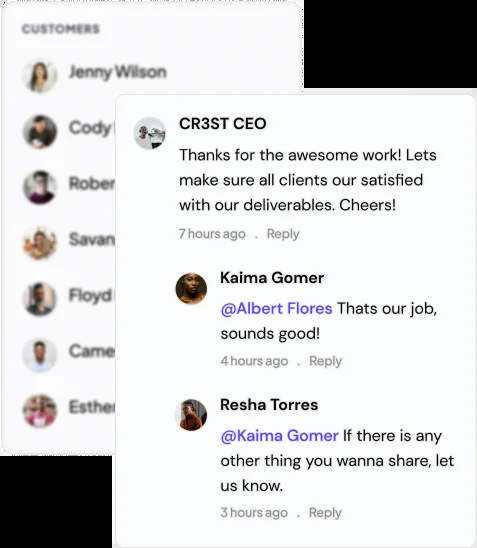 CUSTOMERS
Jenny Wilson
Cody
Rober
Savan
Floyd
Came
Esther
CR3ST CEO
Thanks for the awesome work! Lets
make sure all clients our satisfied
with our deliverables. Cheers!
7 hours ago . Reply
Kaima Gomer
@Albert Flores Thats our job,
sounds good!
4 hours ago . Reply
Resha Torres
@Kaima Gomer If there is any
other thing you wanna share, let
us know.
3 hours ago . Reply